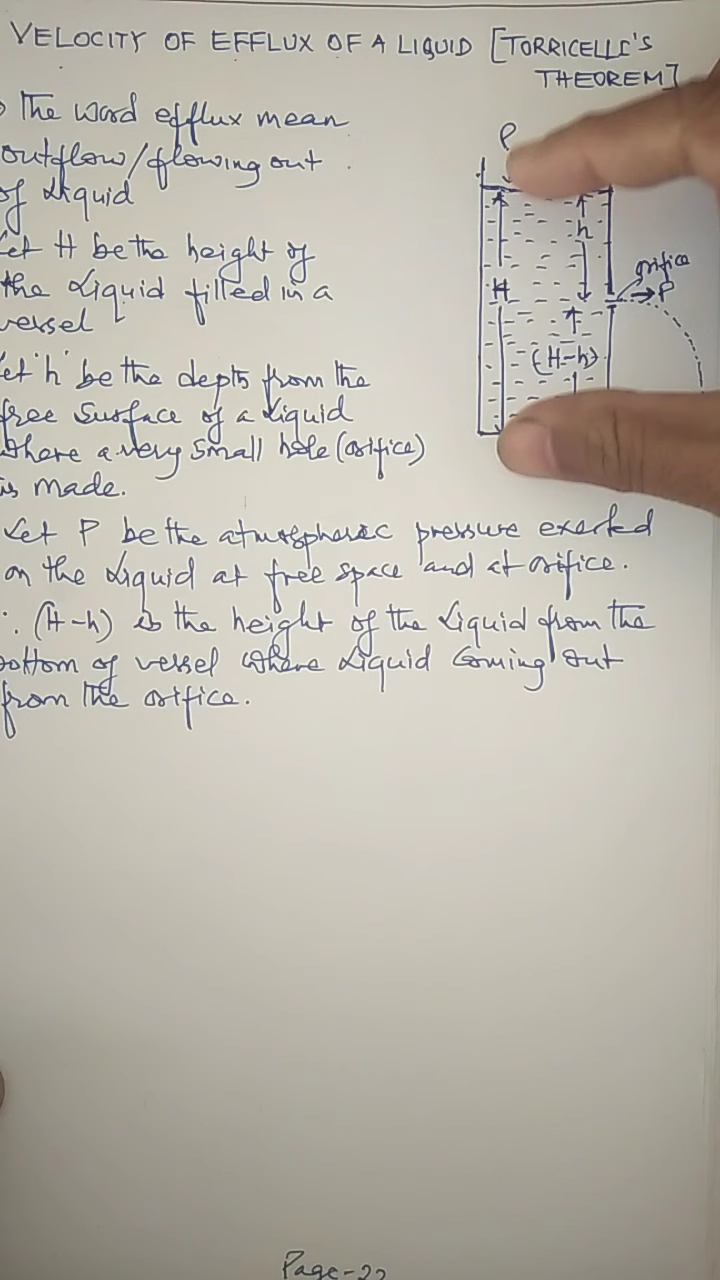 VELOCITY OF EFFLUX OF A LIQUID [TORRICELLI'S
THEOREM]
The word efflux mean
outflow/flowing out
of liquid
Let H be the height of
the liquid filled in a
vessel
Let 'h' be the depth from the
free surface of a liquid
where a very small hole (orifice)
is made.
Let P be the atmospheric pressure exerted
on the liquid at free space and at orifice.
∴ (H-h) is the height of the liquid from the
bottom of vessel where liquid coming out
from the orifice.
P
h
orifice
H
P
(H-h)
Page-22